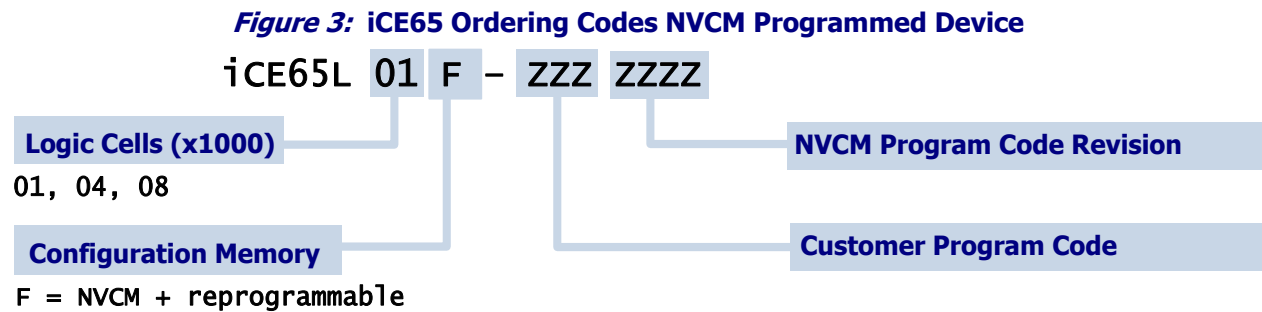 Figure 3: iCE65 Ordering Codes NVCM Programmed Device
iCE65L 01 F - ZZZ ZZZZ
Logic Cells (x1000)
NVCM Program Code Revision
01, 04, 08
Configuration Memory
Customer Program Code
F = NVCM + reprogrammable